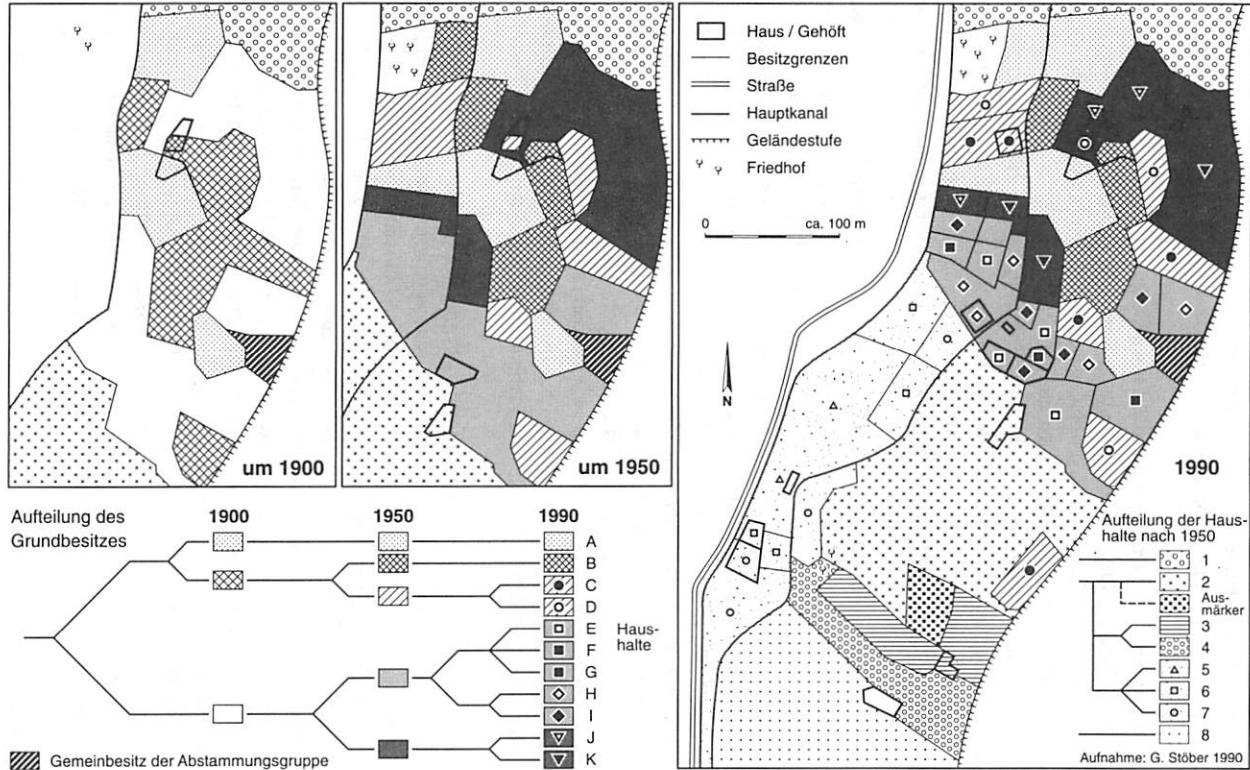 um 1900
um 1950
Haus / Gehöft
Besitzgrenzen
Straße
Hauptkanal
Geländestufe
Friedhof
0 ca. 100 m
N
1990
Aufteilung des
Grundbesitzes
1900 1950 1990
A
B
C
D
E
F
G
H
I
J
K
Haus-
halte
Gemeinbesitz der Abstammungsgruppe
Aufteilung der Haus-
halte nach 1950
1
2
Aus-
märker
3
4
5
6
7
8
Aufnahme: G. Stöber 1990